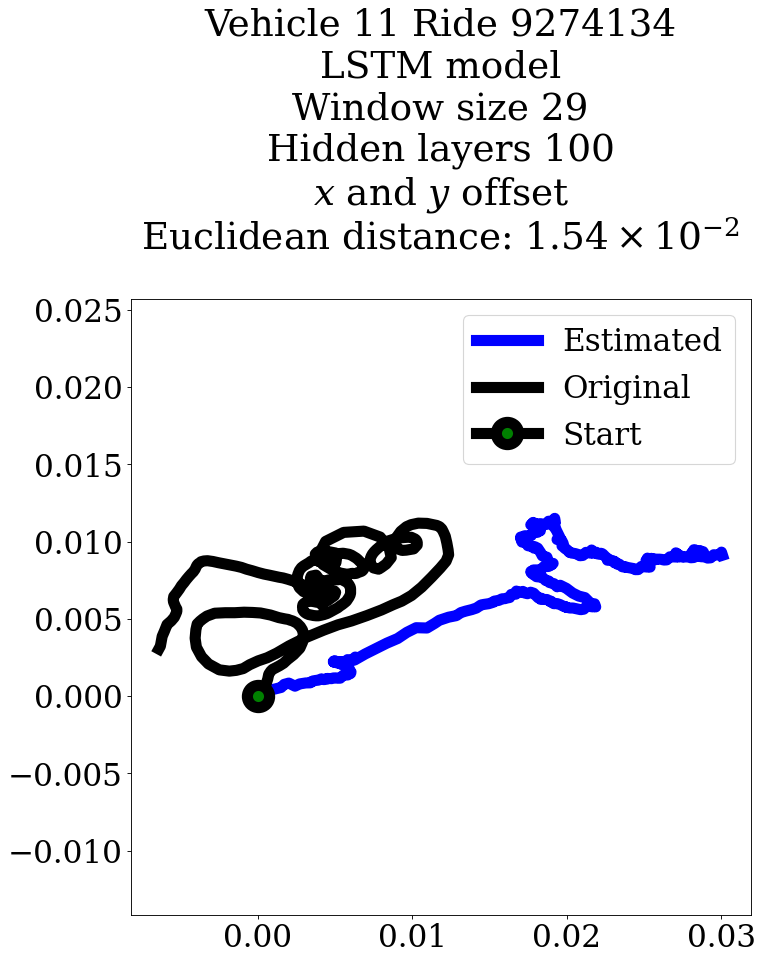 Vehicle 11 Ride 9274134
LSTM model
Window size 29
Hidden layers 100
x and y offset
Euclidean distance: 1.54 × 10⁻²
0.025
0.020
0.015
0.010
0.005
0.000
−0.005
−0.010
Estimated
Original
Start
0.00 0.01 0.02 0.03